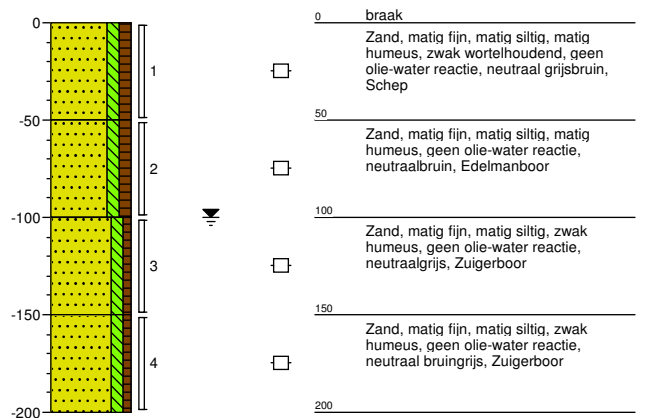 0
braak
0
Zand, matig fijn, matig siltig, matig
humeus, zwak wortelhoudend, geen
olie-water reactie, neutraal grijsbruin,
Schep
1
-50
50
Zand, matig fijn, matig siltig, matig
humeus, geen olie-water reactie,
neutraalbruin, Edelmanboor
2
-100
100
Zand, matig fijn, matig siltig, zwak
humeus, geen olie-water reactie,
neutraalgrijs, Zuigerboor
3
-150
150
Zand, matig fijn, matig siltig, zwak
humeus, geen olie-water reactie,
neutraal bruingrijs, Zuigerboor
4
-200
200